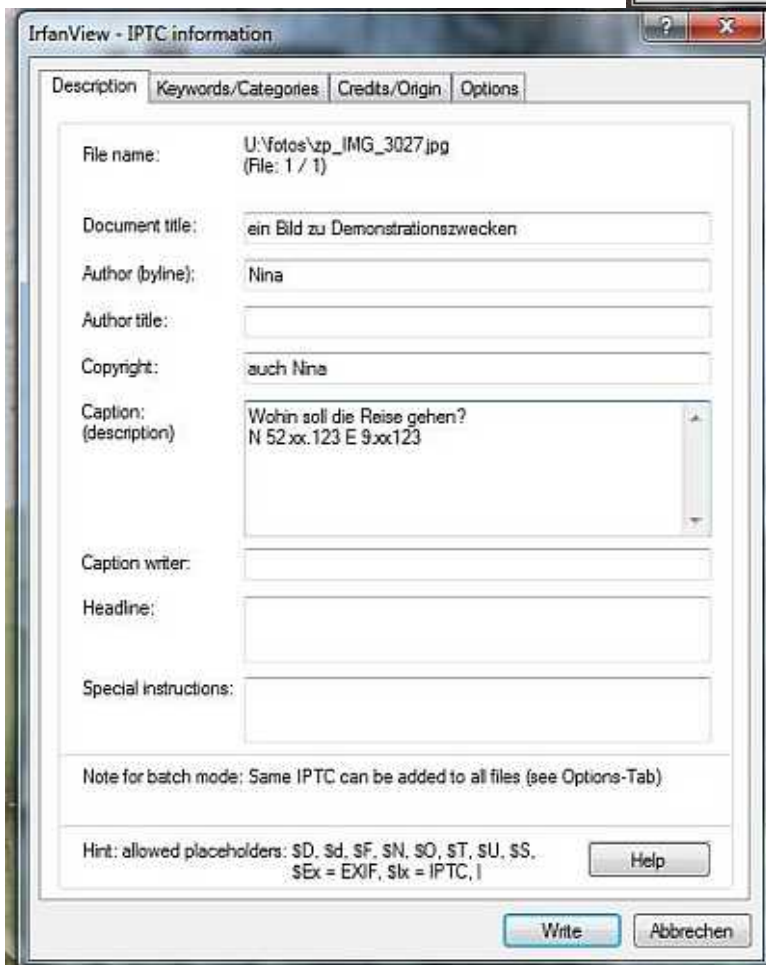 IrfanView - IPTC information
Description Keywords/Categories Credits/Origin Options
File name: U:\fotos\zp_IMG_3027.jpg
(File: 1 / 1)
Document title: ein Bild zu Demonstrationszwecken
Author (byline): Nina
Author title:
Copyright: auch Nina
Caption: Wohin soll die Reise gehen?
(description) N 52.xx.123 E 9.xx123
Caption writer:
Headline:
Special instructions:
Note for batch mode: Same IPTC can be added to all files (see Options-Tab)
Hint: allowed placeholders: $D, $d, $F, $N, $O, $T, $U, $S,
$Ex = EXIF, $Ix = IPTC, |
Help
Write Abbrechen